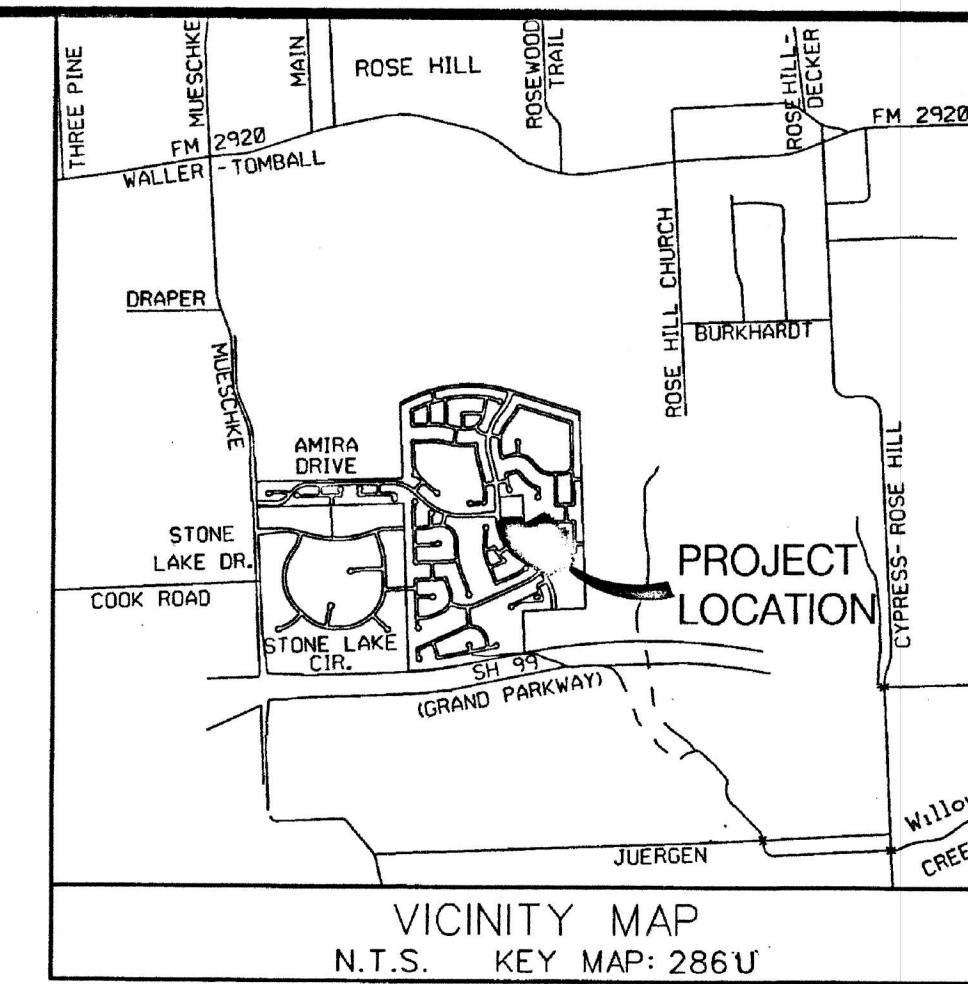 THREE PINE
MUESCHKE
MAIN
ROSE HILL
ROSEWOOD
TRAIL
ROSE HILL-
DECKER
FM 2920
FM 2920
WALLER-TOMBALL
DRAPER
MUESCHKE
ROSE HILL CHURCH
BURKHARDT
AMIRA
DRIVE
STONE
LAKE DR.
COOK ROAD
STONE LAKE
CIR.
PROJECT
LOCATION
CYPRESS-ROSE HILL
SH 99
(GRAND PARKWAY)
JUERGEN
Willo
CREE
VICINITY MAP
N.T.S. KEY MAP: 286U